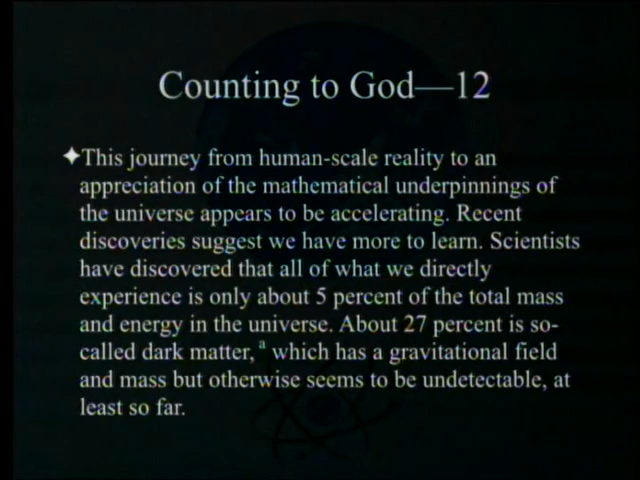 Counting to God—12
✦This journey from human-scale reality to an
appreciation of the mathematical underpinnings of
the universe appears to be accelerating. Recent
discoveries suggest we have more to learn. Scientists
have discovered that all of what we directly
experience is only about 5 percent of the total mass
and energy in the universe. About 27 percent is so-
called dark matter, ª which has a gravitational field
and mass but otherwise seems to be undetectable, at
least so far.